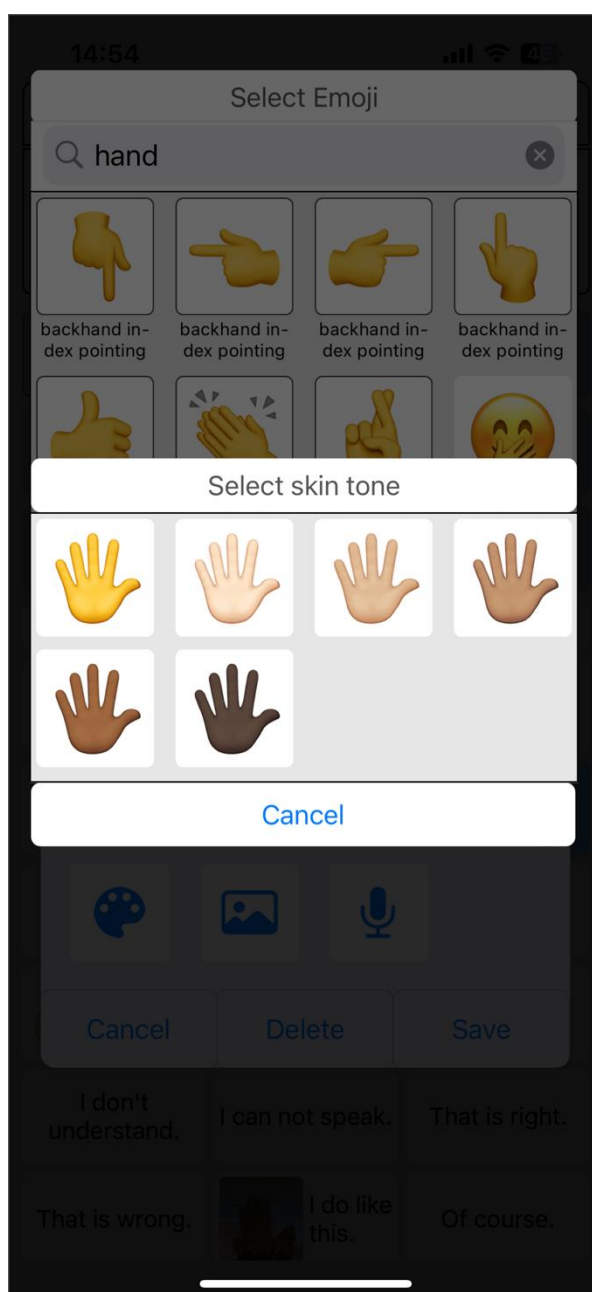 14:54
Select Emoji
hand
backhand in-
dex pointing
backhand in-
dex pointing
backhand in-
dex pointing
backhand in-
dex pointing
Select skin tone
Cancel
Cancel
Delete
Save
I don't
understand.
I can not speak.
That is right.
That is wrong.
I do like
this.
Of course.